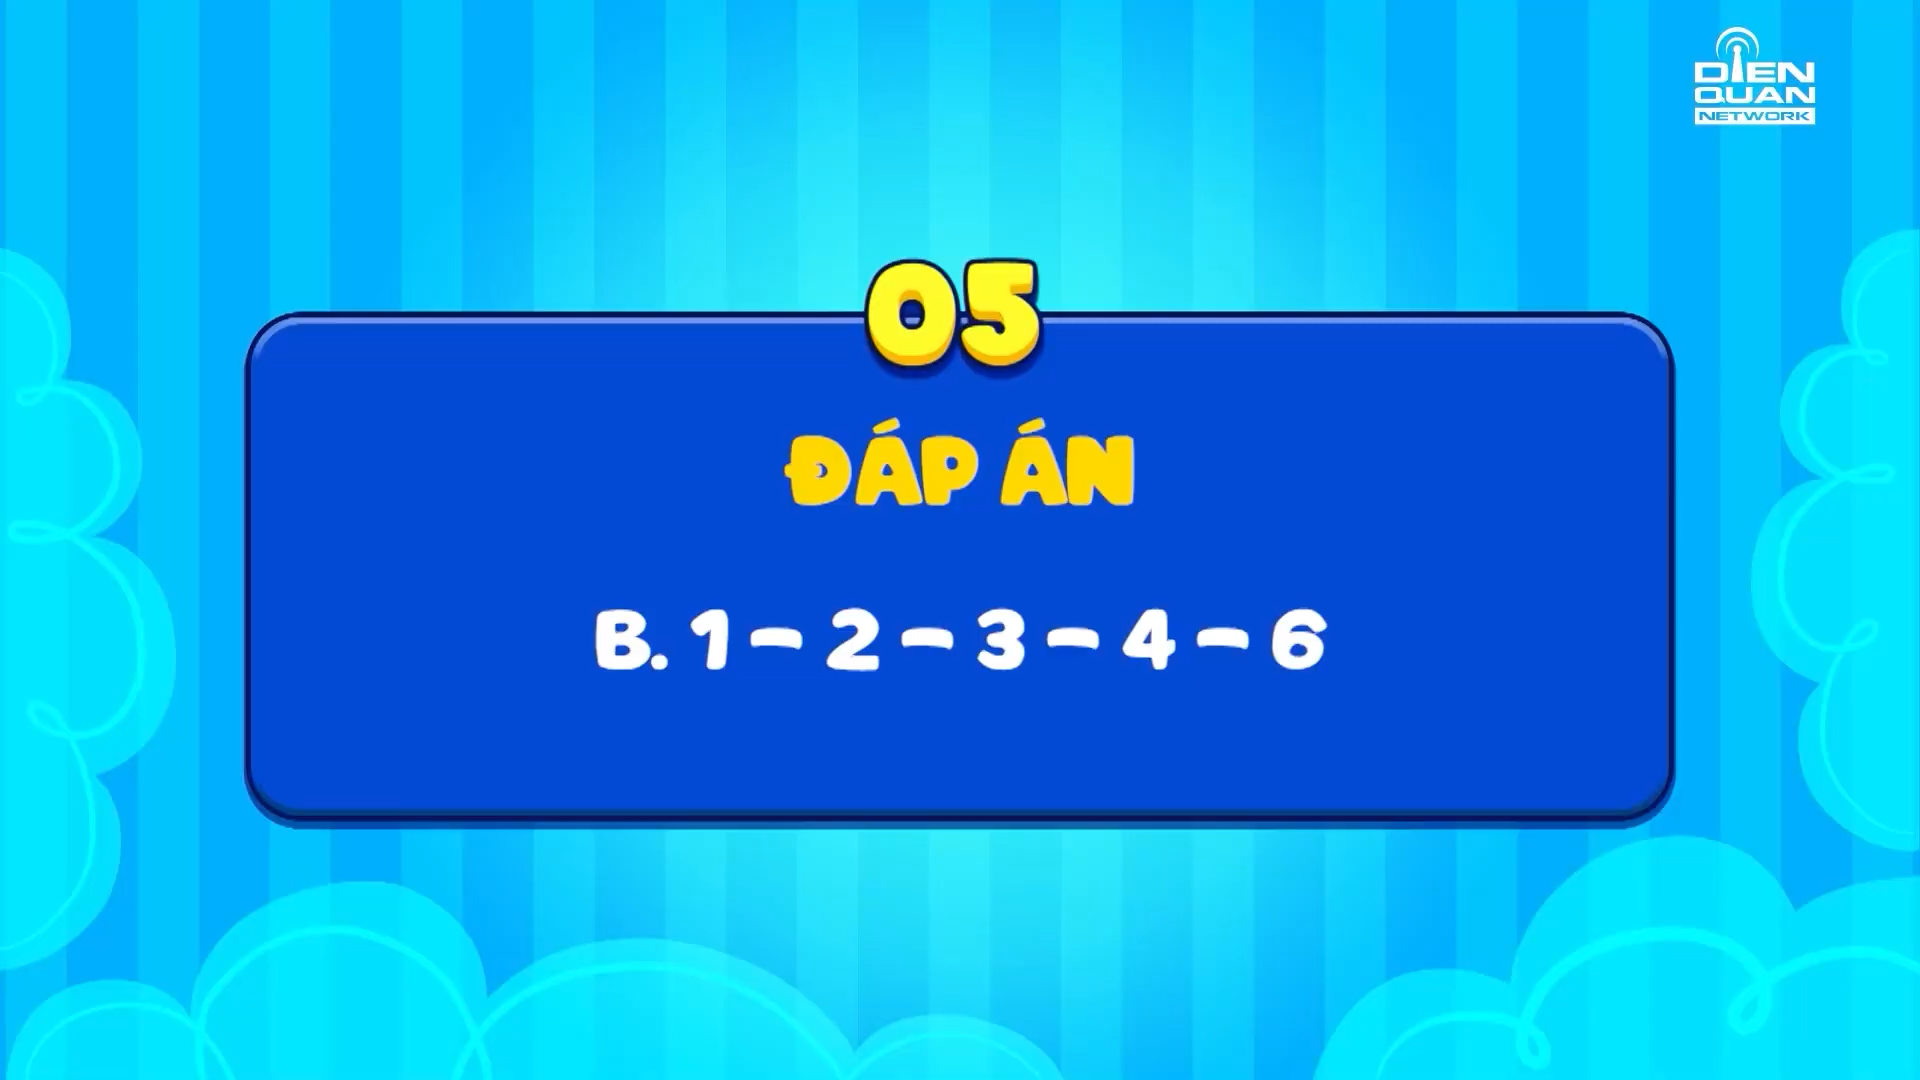 DIEN
QUAN
NETWORK
05
ĐÁP ÁN
B. 1 – 2 – 3 – 4 – 6